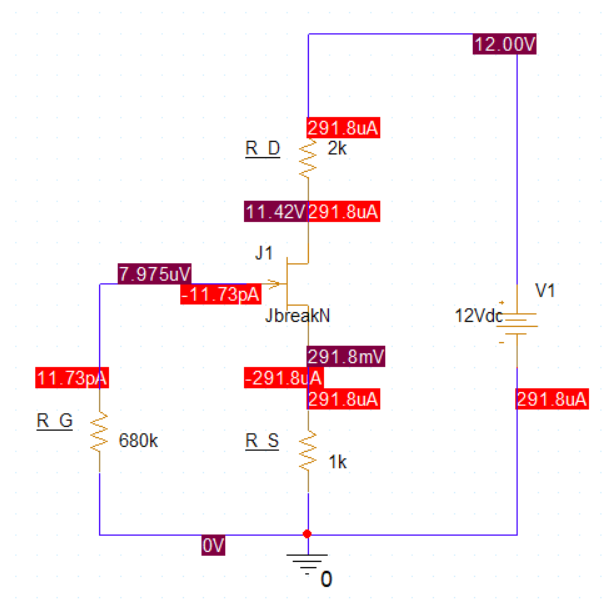 12.00V
291.8uA
R_D
2k
11.42V
291.8uA
J1
7.975uV
-11.73pA
JbreakN
V1
12Vdc
+
-
291.8mV
11.73pA
-291.8uA
291.8uA
291.8uA
R_G
680k
R_S
1k
0V
0